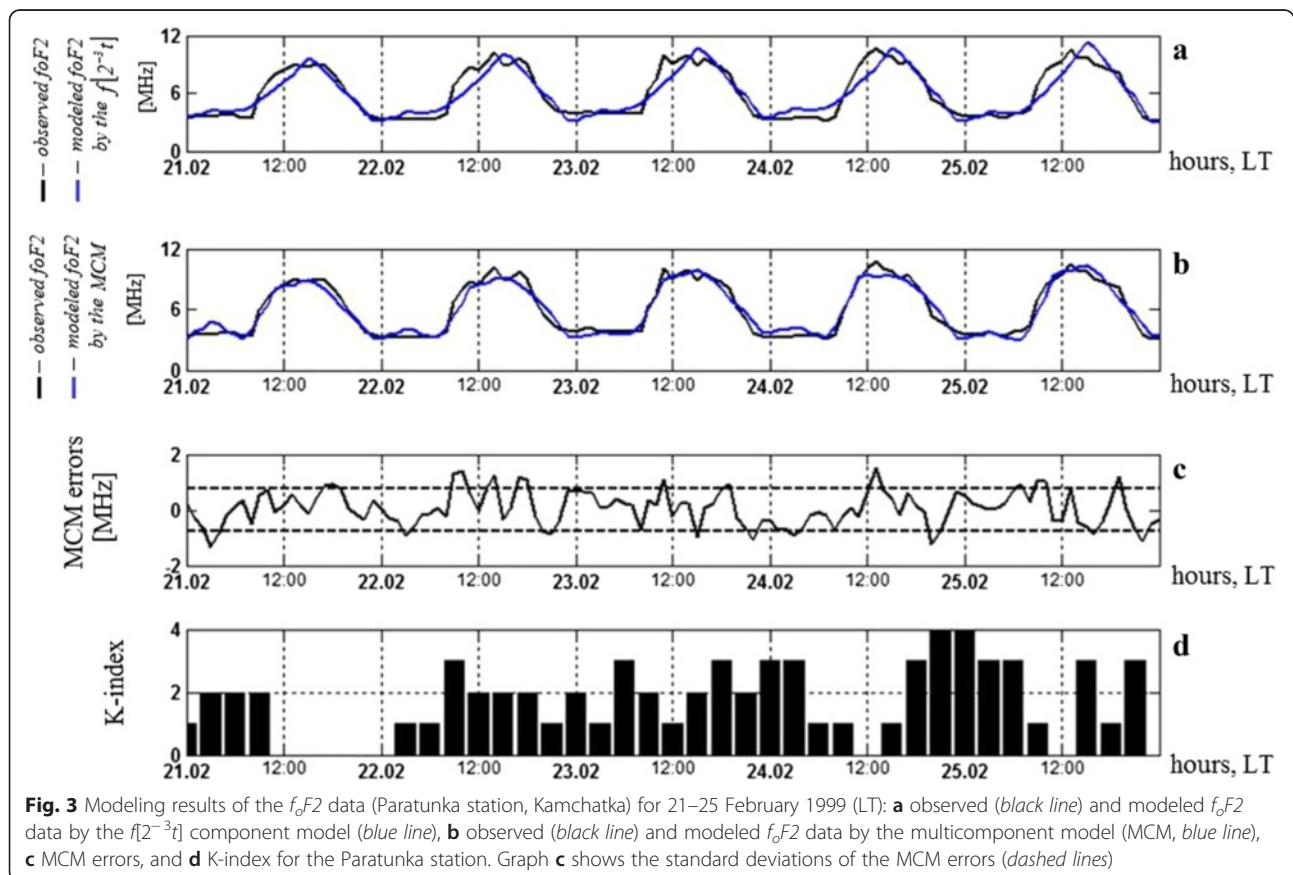 — observed foF2
— modeled foF2
by the f[2⁻³t]
[MHz]
12
6
0
a
21.02 12:00 22.02 12:00 23.02 12:00 24.02 12:00 25.02 12:00
hours, LT
— observed foF2
— modeled foF2
by the MCM
[MHz]
12
6
0
b
21.02 12:00 22.02 12:00 23.02 12:00 24.02 12:00 25.02 12:00
hours, LT
MCM errors
[MHz]
2
0
-2
c
21.02 12:00 22.02 12:00 23.02 12:00 24.02 12:00 25.02 12:00
hours, LT
K-index
4
2
0
d
21.02 12:00 22.02 12:00 23.02 12:00 24.02 12:00 25.02 12:00
hours, LT
Fig. 3 Modeling results of the foF2 data (Paratunka station, Kamchatka) for 21–25 February 1999 (LT): a observed (black line) and modeled foF2
data by the f[2⁻³t] component model (blue line), b observed (black line) and modeled foF2 data by the multicomponent model (MCM, blue line),
c MCM errors, and d K-index for the Paratunka station. Graph c shows the standard deviations of the MCM errors (dashed lines)